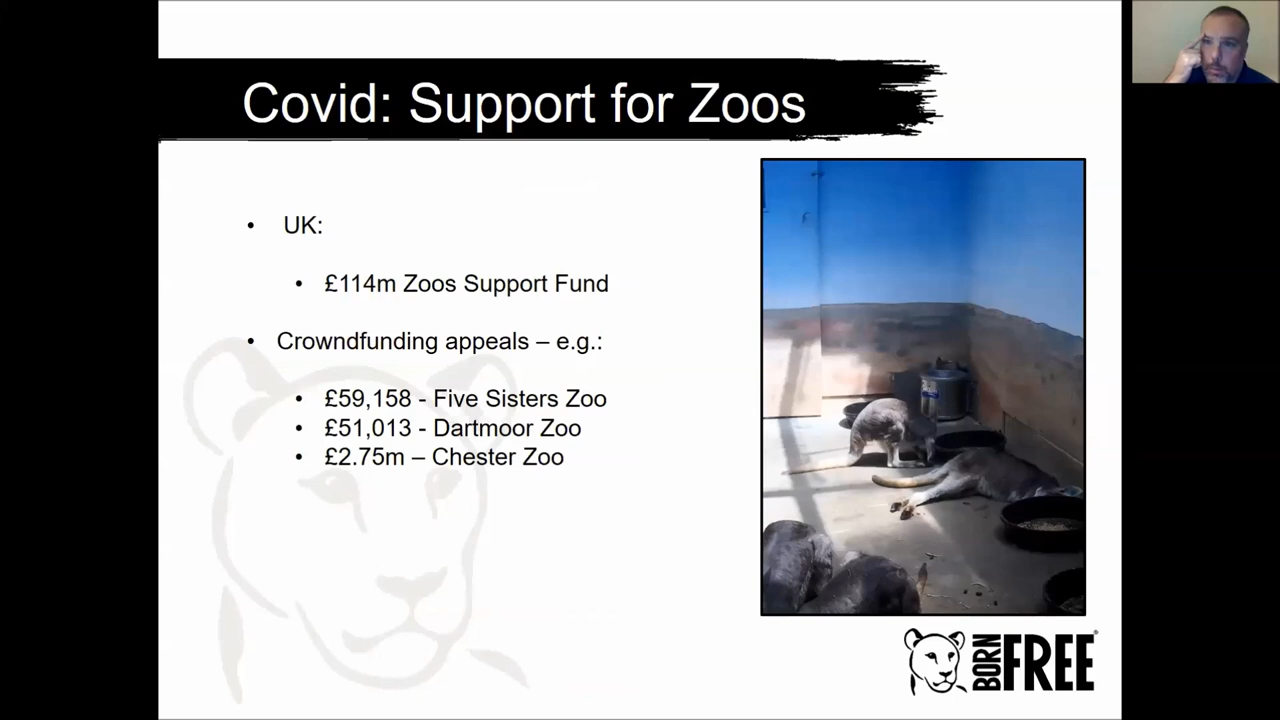 Covid: Support for Zoos
• UK:
• £114m Zoos Support Fund
• Crowndfunding appeals – e.g.:
• £59,158 - Five Sisters Zoo
• £51,013 - Dartmoor Zoo
• £2.75m – Chester Zoo
BORN FREE®